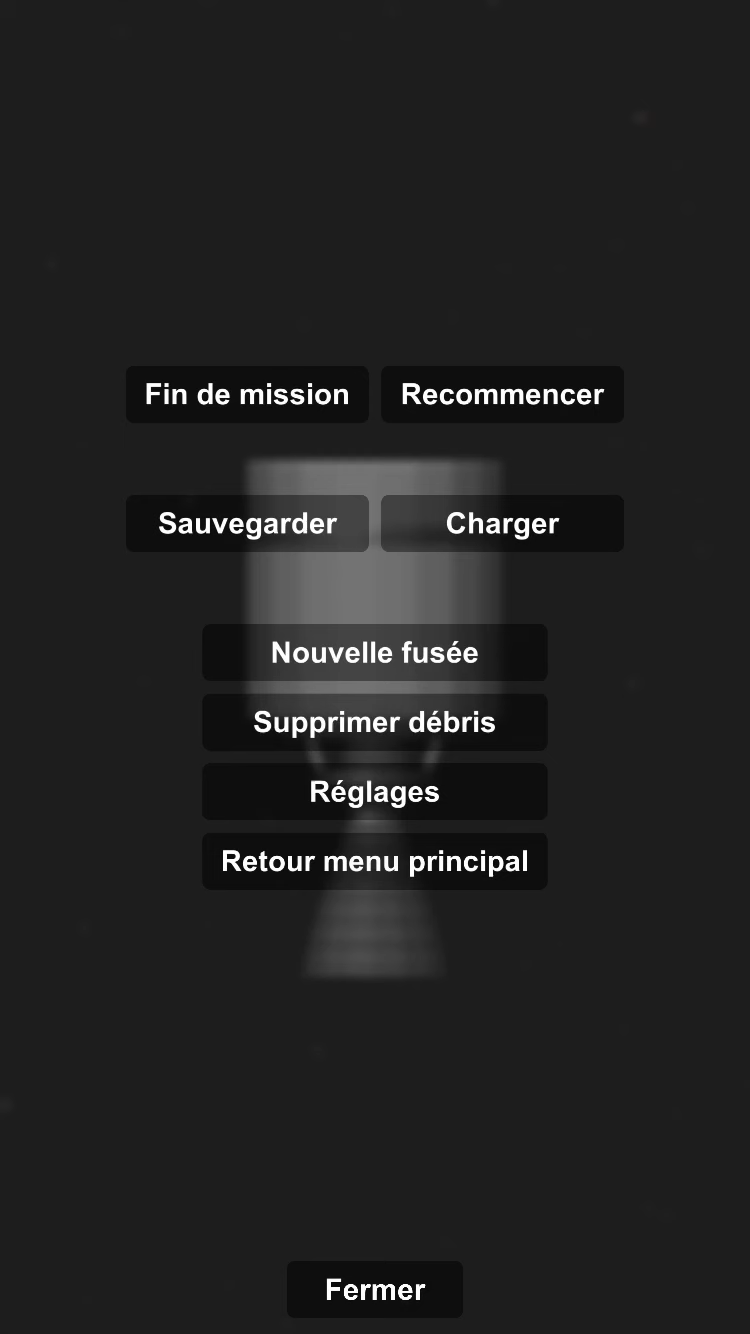 Fin de mission
Recommencer
Sauvegarder
Charger
Nouvelle fusée
Supprimer débris
Réglages
Retour menu principal
Fermer